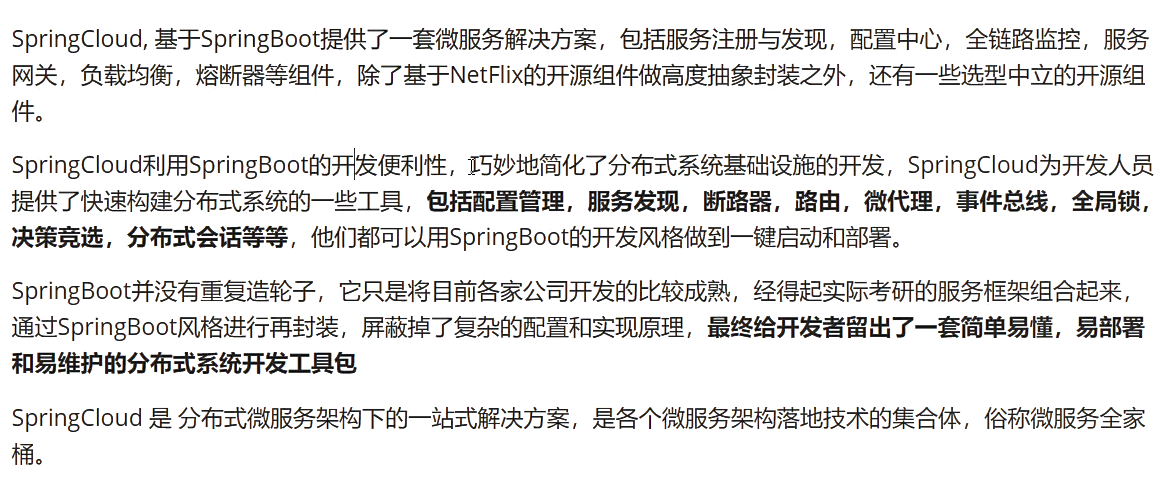 SpringCloud, 基于SpringBoot提供了一套微服务解决方案，包括服务注册与发现，配置中心，全链路监控，服务
网关，负载均衡，熔断器等组件，除了基于NetFlix的开源组件做高度抽象封装之外，还有一些选型中立的开源组
件。
SpringCloud利用SpringBoot的开发便利性，巧妙地简化了分布式系统基础设施的开发，SpringCloud为开发人员
提供了快速构建分布式系统的一些工具，包括配置管理，服务发现，断路器，路由，微代理，事件总线，全局锁，
决策竞选，分布式会话等等，他们都可以用SpringBoot的开发风格做到一键启动和部署。
SpringBoot并没有重复造轮子，它只是将目前各家公司开发的比较成熟，经得起实际考研的服务框架组合起来，
通过SpringBoot风格进行再封装，屏蔽掉了复杂的配置和实现原理，最终给开发者留出了一套简单易懂，易部署
和易维护的分布式系统开发工具包
SpringCloud 是 分布式微服务架构下的一站式解决方案，是各个微服务架构落地技术的集合体，俗称微服务全家
桶。